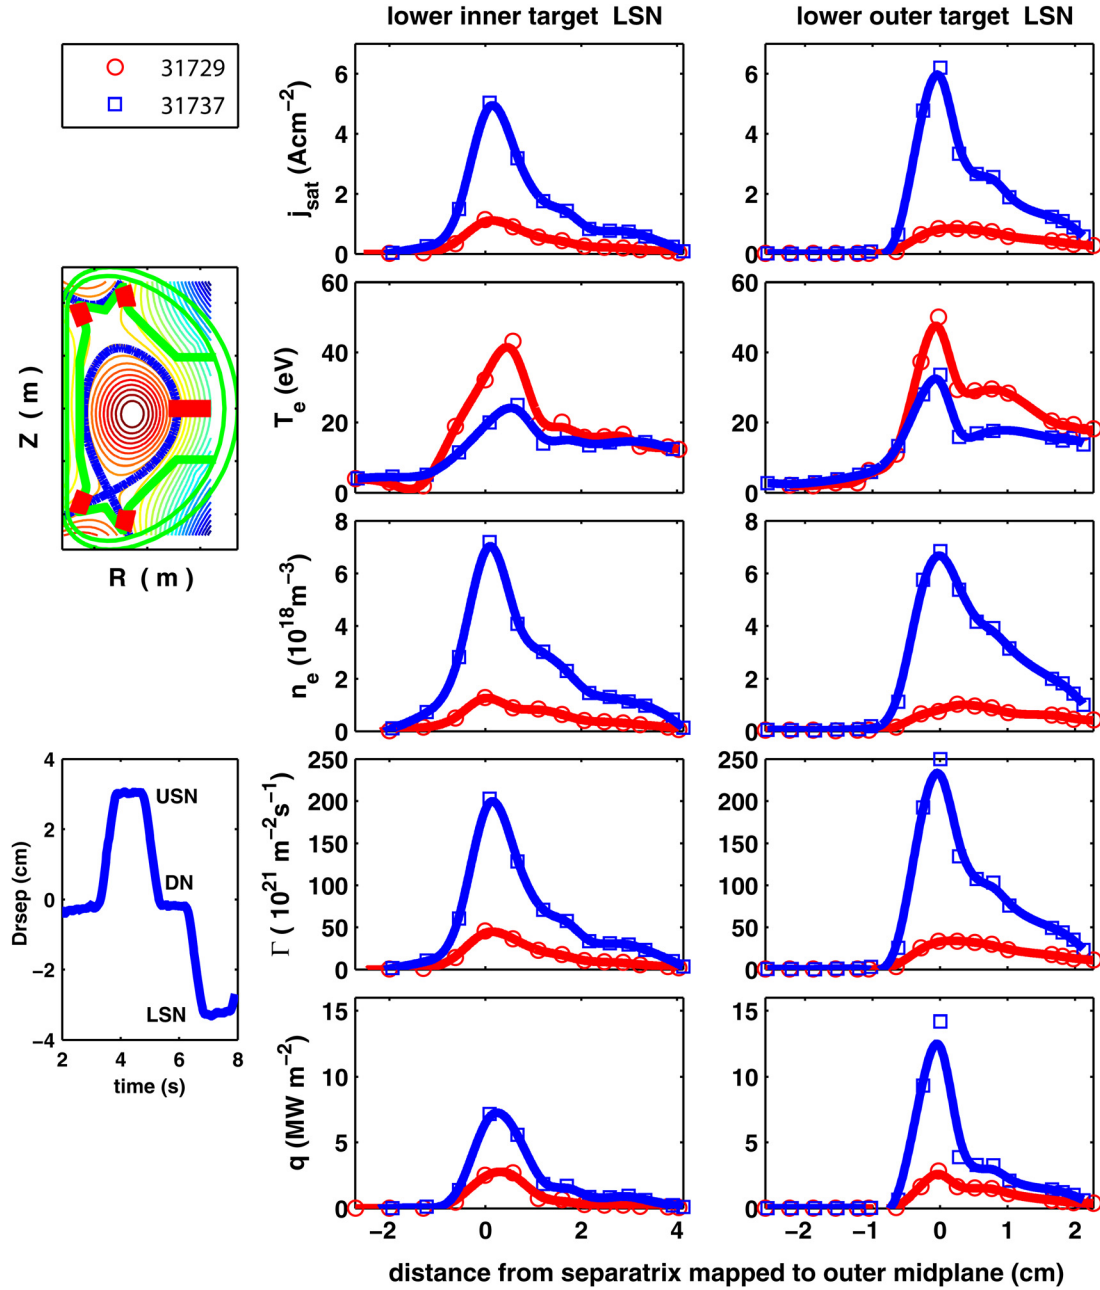 lower inner target LSN
lower outer target LSN
31729
31737
j_sat (Acm⁻²)
6
4
2
0
6
4
2
0
T_e (eV)
60
40
20
0
60
40
20
0
Z (m)
R (m)
n_e (10¹⁸m⁻³)
8
6
4
2
0
8
6
4
2
0
Drsep (cm)
4
2
0
−2
−4
USN
DN
LSN
2 4 6 8
time (s)
Γ (10²¹ m⁻²s⁻¹)
250
200
150
100
50
0
250
200
150
100
50
0
q (MW m⁻²)
15
10
5
0
15
10
5
0
−2 0 2 4
−2 −1 0 1 2
distance from separatrix mapped to outer midplane (cm)